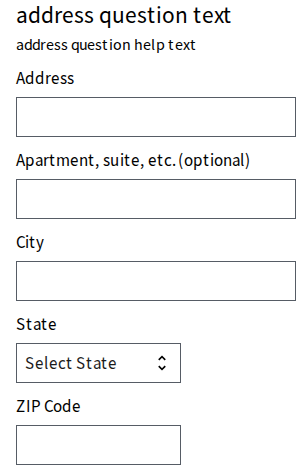 address question text
address question help text
Address
Apartment, suite, etc. (optional)
City
State
Select State
ZIP Code